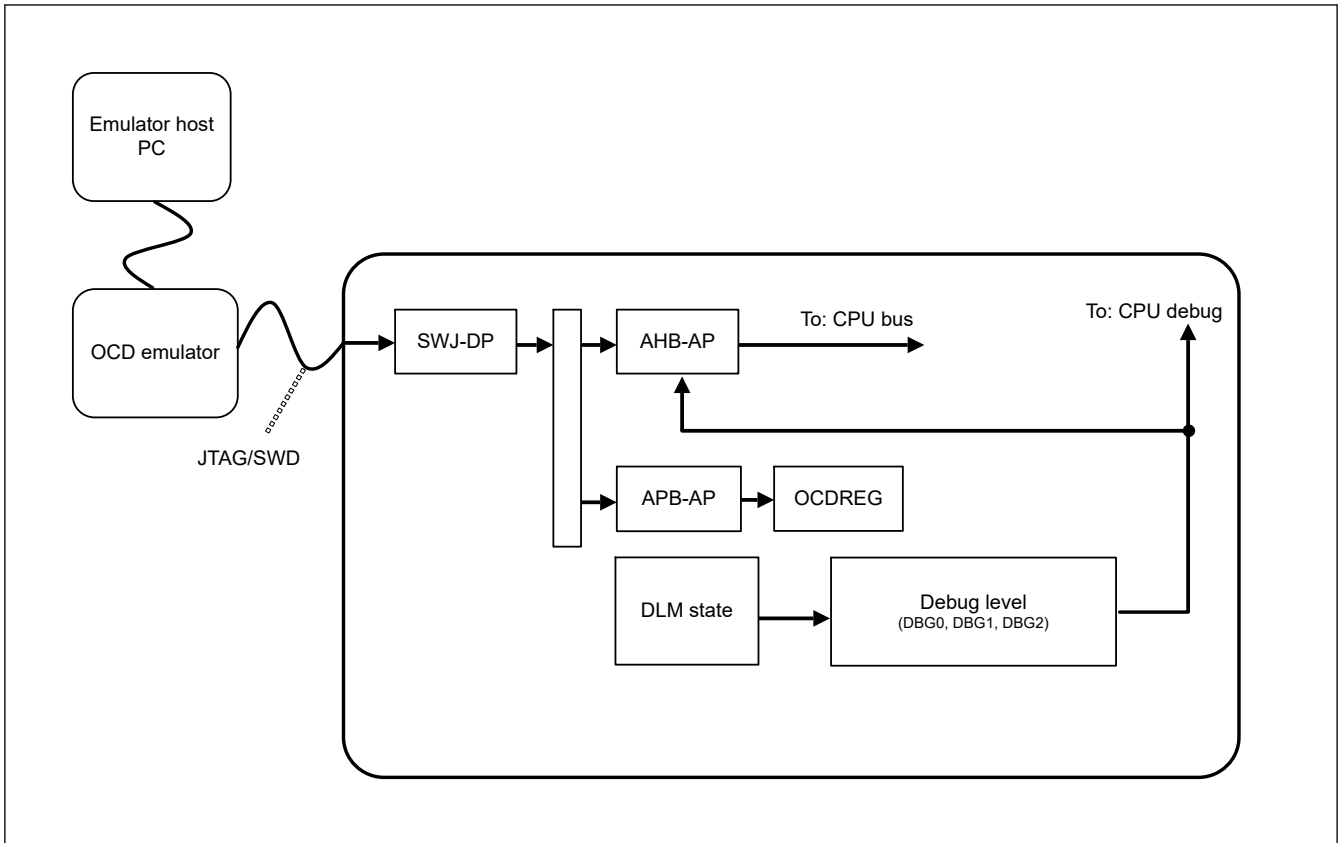 Emulator host
PC
OCD emulator
JTAG/SWD
SWJ-DP
AHB-AP
To: CPU bus
To: CPU debug
APB-AP
OCDREG
DLM state
Debug level
(DBG0, DBG1, DBG2)